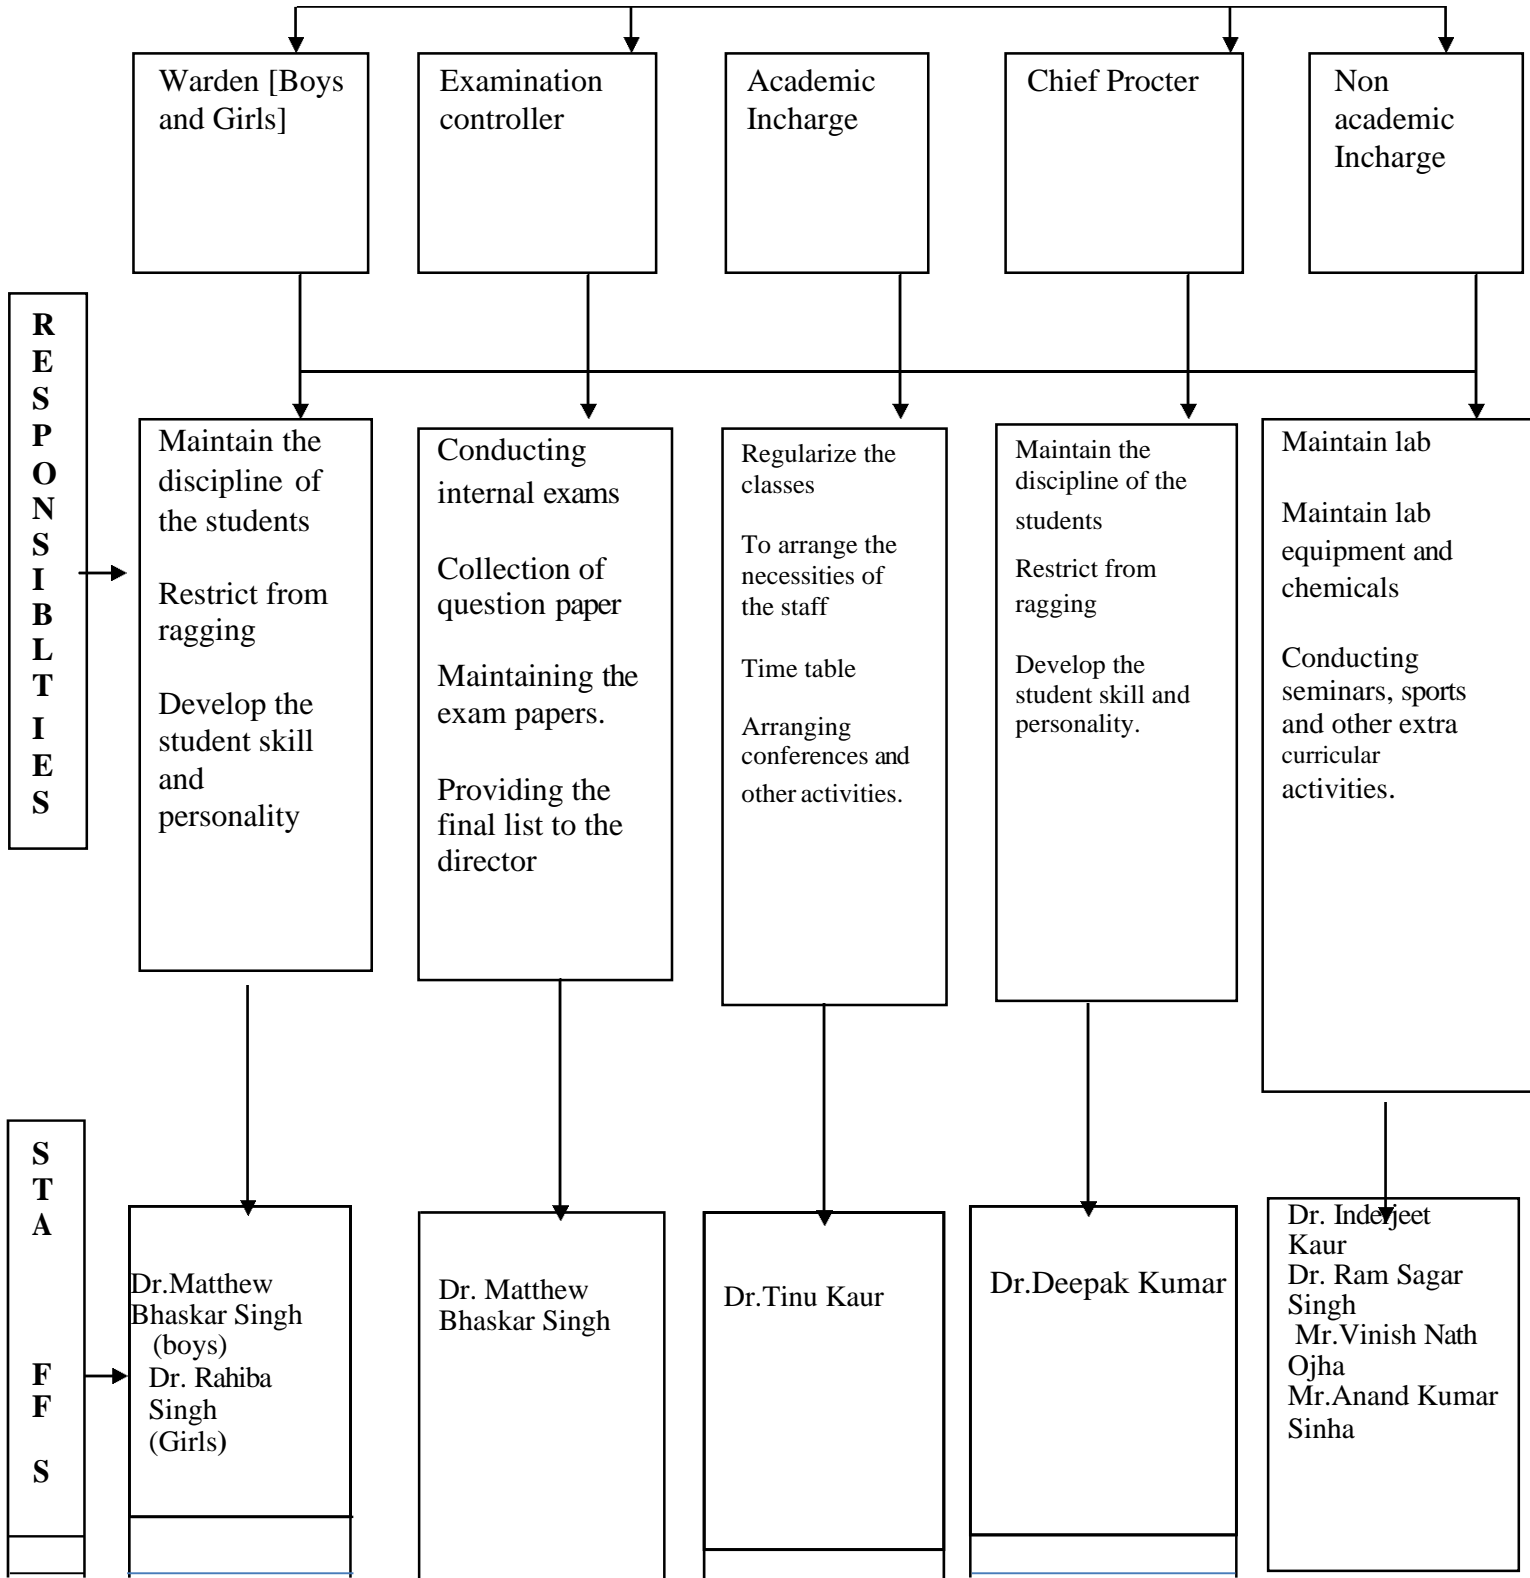 Warden [Boys
and Girls]
Examination
controller
Academic
Incharge
Chief Procter
Non
academic
Incharge
R
E
S
P
O
N
S
I
B
L
T
I
E
S
Maintain the
discipline of
the students
Restrict from
ragging
Develop the
student skill
and
personality
Conducting
internal exams
Collection of
question paper
Maintaining the
exam papers.
Providing the
final list to the
director
Regularize the
classes
To arrange the
necessities of
the staff
Time table
Arranging
conferences and
other activities.
Maintain the
discipline of the
students
Restrict from
ragging
Develop the
student skill and
personality.
Maintain lab
Maintain lab
equipment and
chemicals
Conducting
seminars, sports
and other extra
curricular
activities.
S
T
A
F
F
S
Dr.Matthew
Bhaskar Singh
(boys)
Dr. Rahiba
Singh
(Girls)
Dr. Matthew
Bhaskar Singh
Dr.Tinu Kaur
Dr.Deepak Kumar
Dr. Inderjeet
Kaur
Dr. Ram Sagar
Singh
Mr.Vinish Nath
Ojha
Mr.Anand Kumar
Sinha